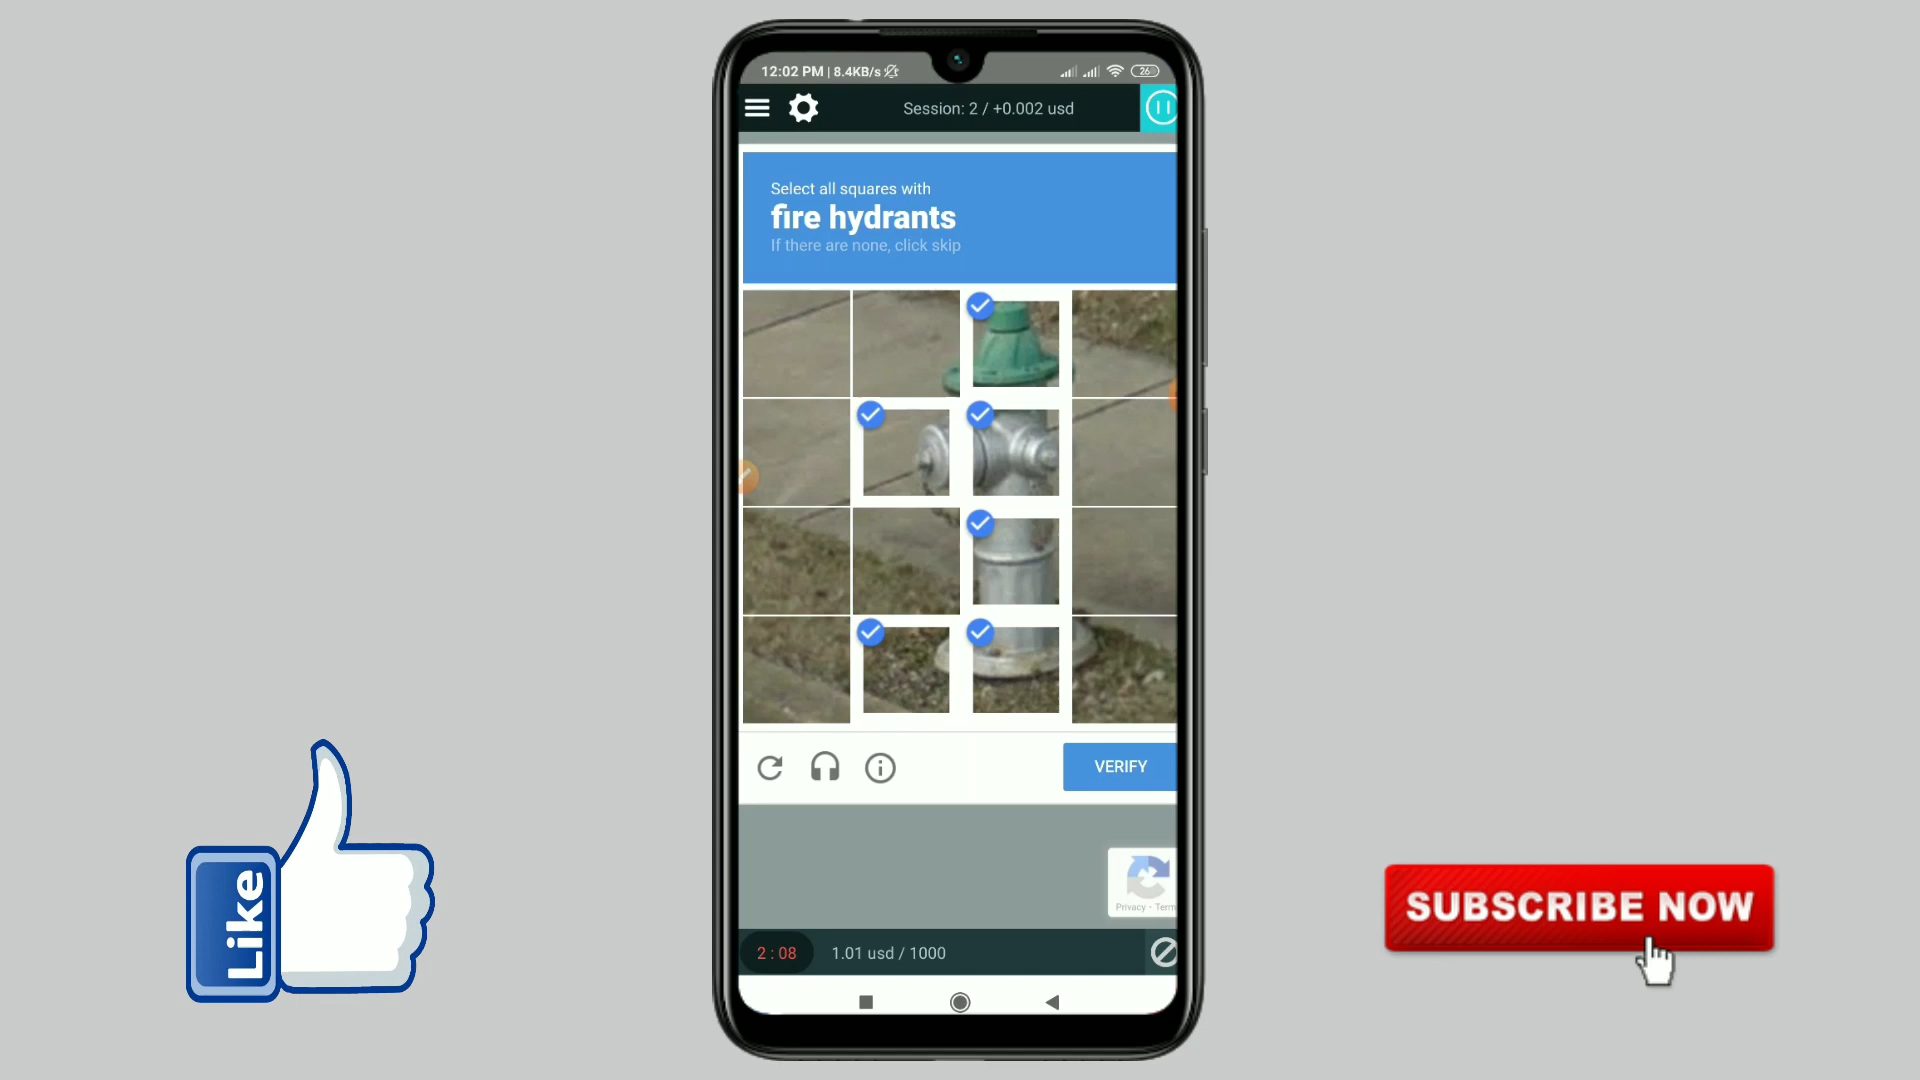 12:02 PM | 8.4KB/s
26
Session: 2 / +0.002 usd
Select all squares with
fire hydrants
If there are none, click skip
VERIFY
Privacy - Term
2 : 08
1.01 usd / 1000
Like
SUBSCRIBE NOW